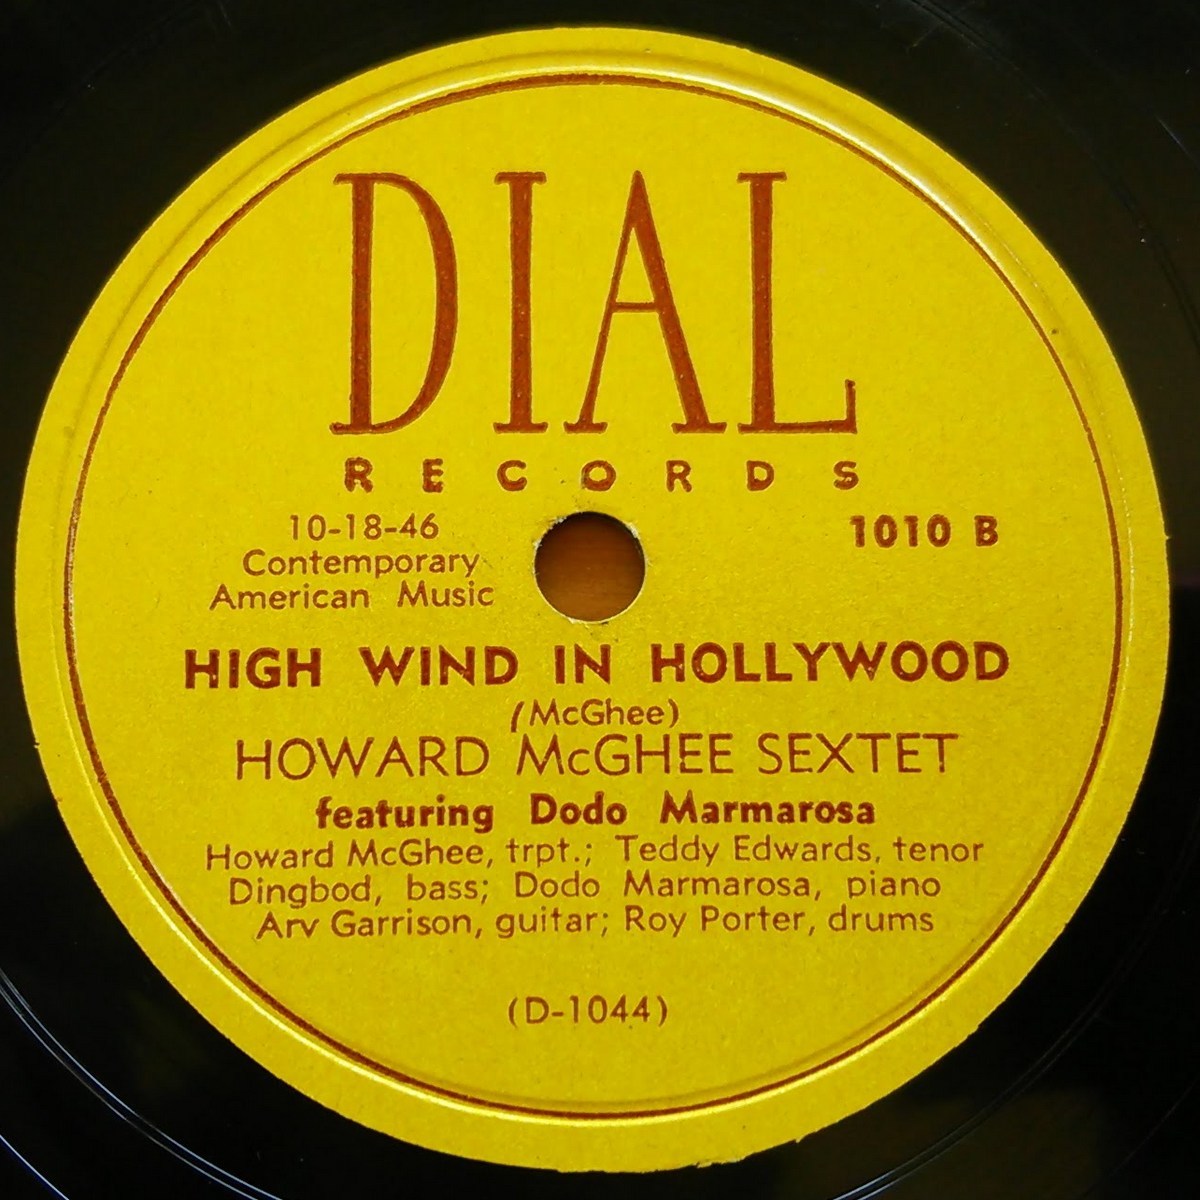 DIAL
RECORDS
10-18-46
Contemporary
American Music
1010 B
HIGH WIND IN HOLLYWOOD
(McGhee)
HOWARD McGHEE SEXTET
featuring Dodo Marmarosa
Howard McGhee, trpt.; Teddy Edwards, tenor
Dingbod, bass; Dodo Marmarosa, piano
Arv Garrison, guitar; Roy Porter, drums
(D-1044)